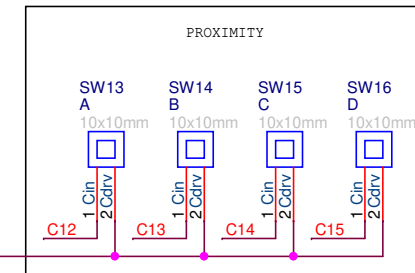 PROXIMITY
SW13 SW14 SW15 SW16
A B C D
10x10mm 10x10mm 10x10mm 10x10mm
1 Cin 2 Cdrv 1 Cin 2 Cdrv 1 Cin 2 Cdrv 1 Cin 2 Cdrv
C12 C13 C14 C15